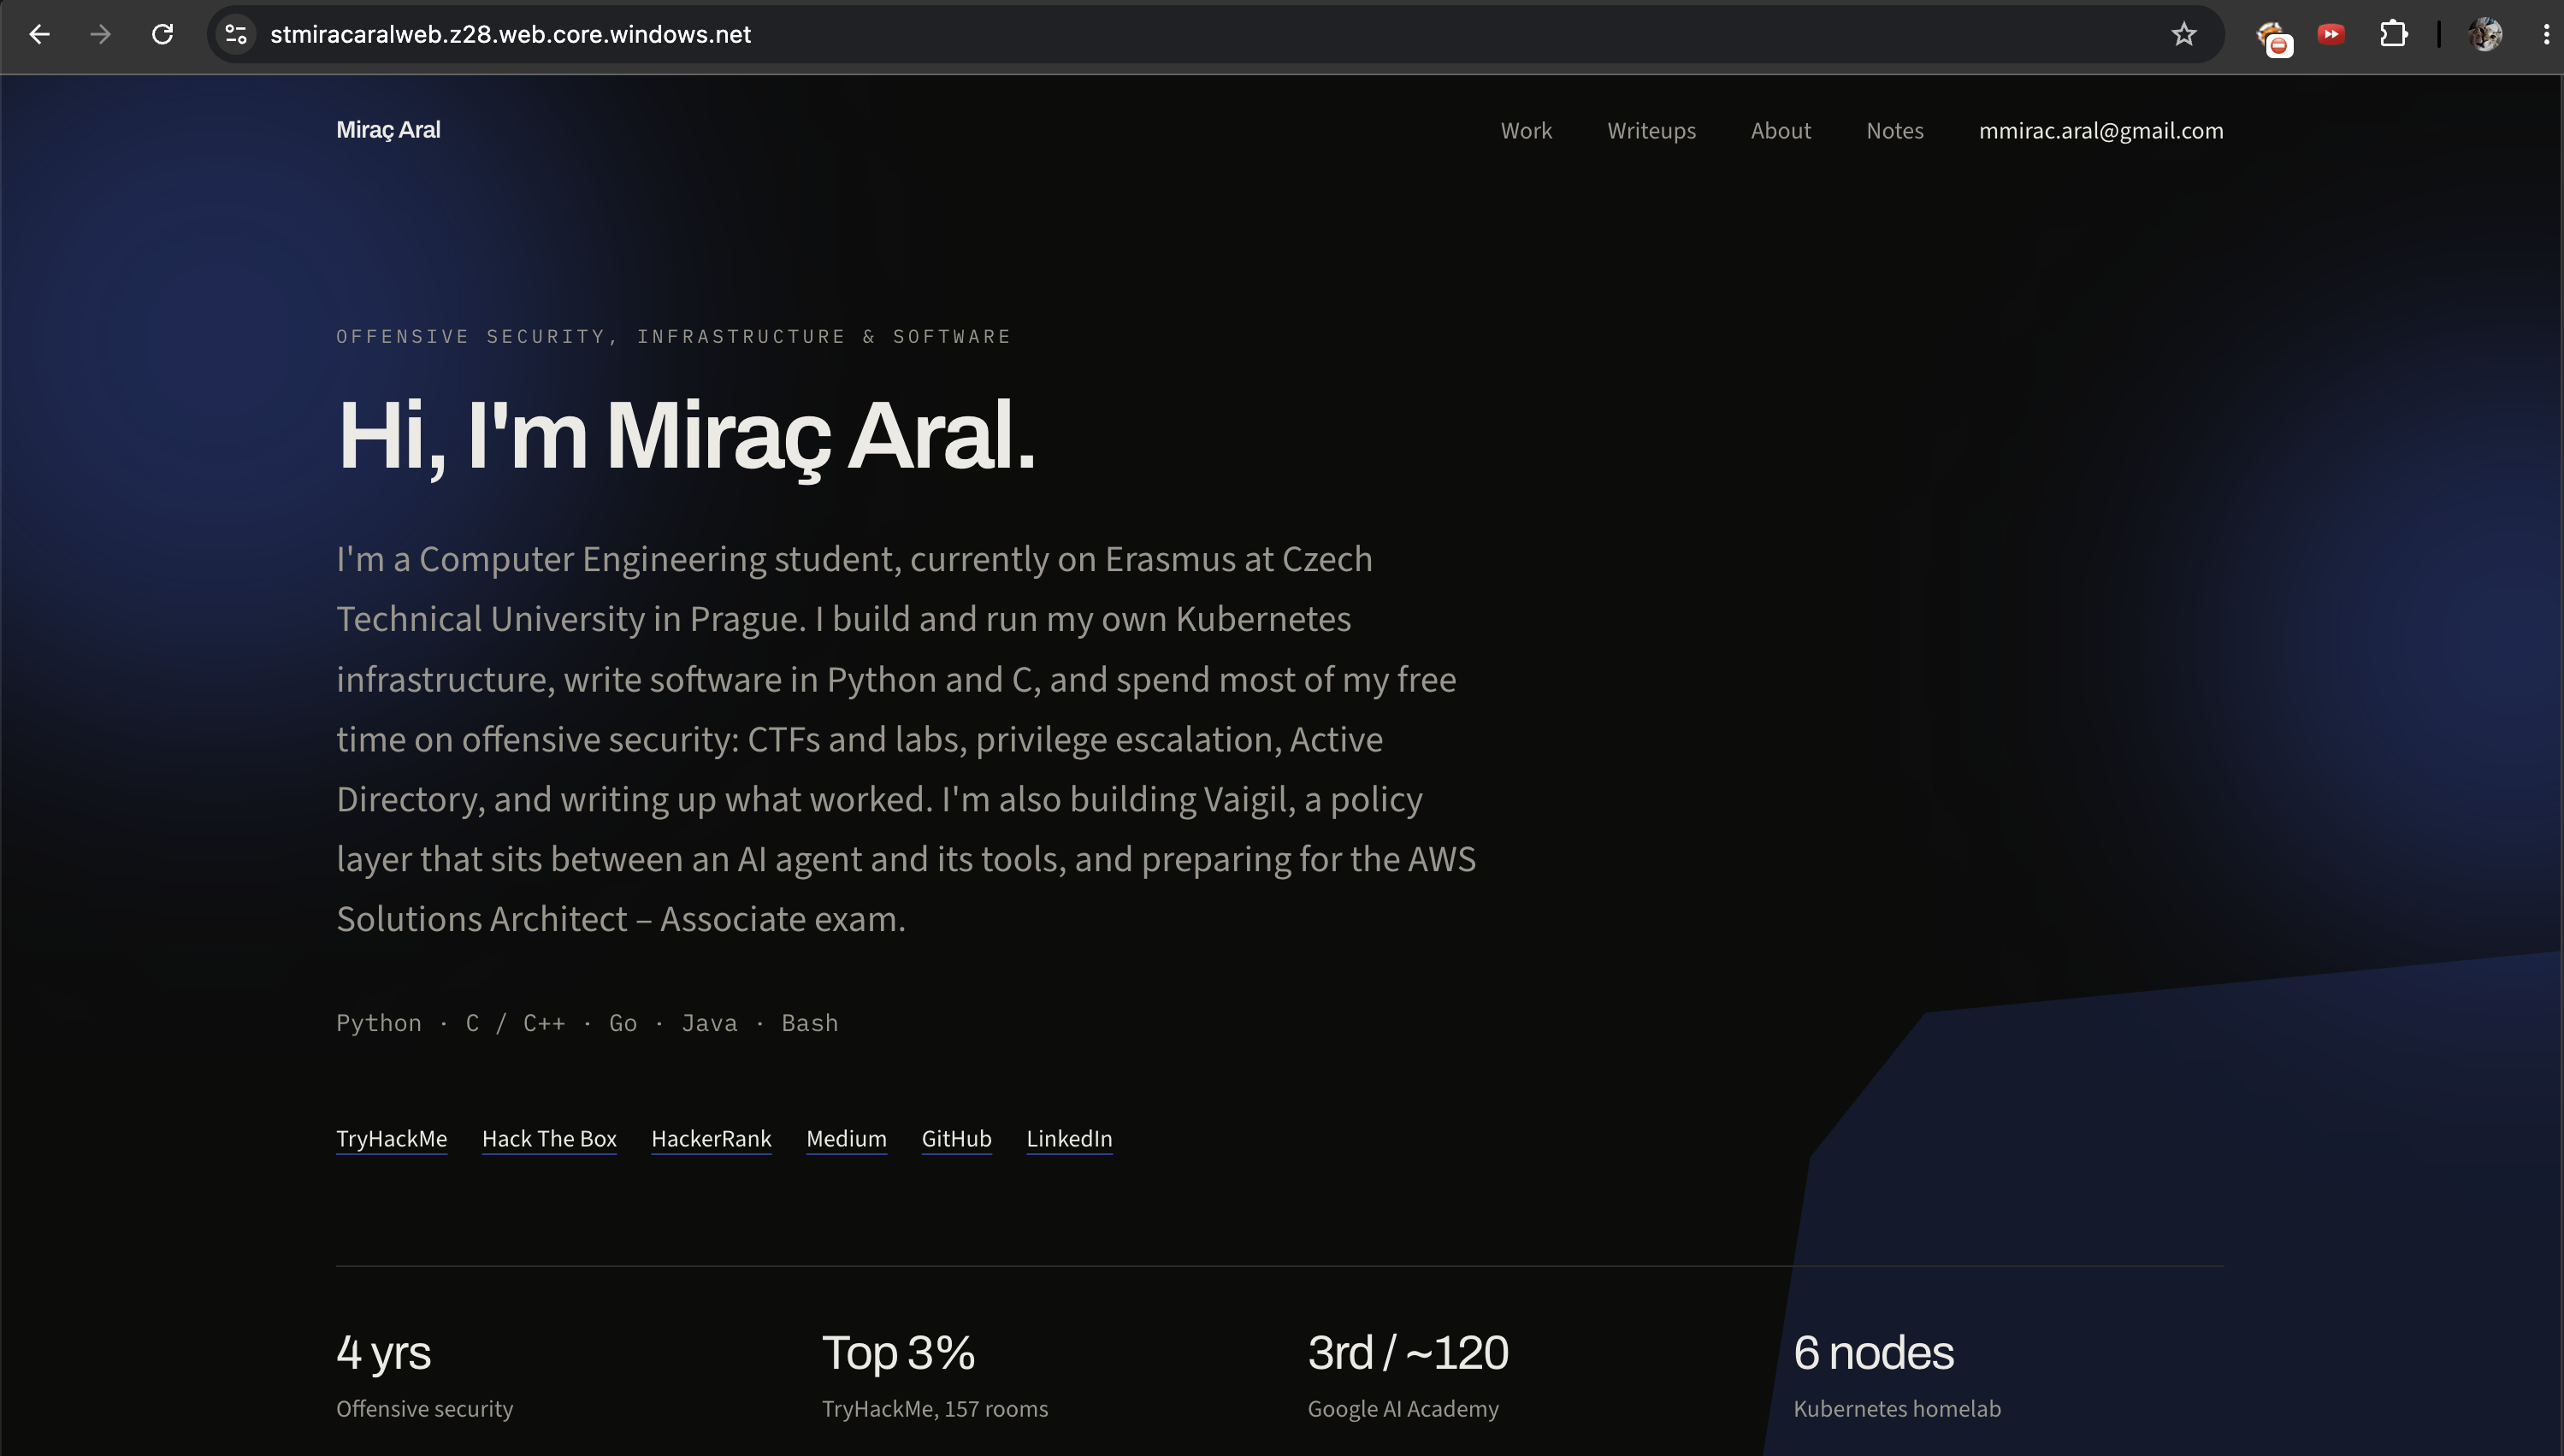 stmiracaralweb.z28.web.core.windows.net
Miraç Aral
Work
Writeups
About
Notes
mmirac.aral@gmail.com
OFFENSIVE SECURITY, INFRASTRUCTURE & SOFTWARE
Hi, I'm Miraç Aral.
I'm a Computer Engineering student, currently on Erasmus at Czech
Technical University in Prague. I build and run my own Kubernetes
infrastructure, write software in Python and C, and spend most of my free
time on offensive security: CTFs and labs, privilege escalation, Active
Directory, and writing up what worked. I'm also building Vaigil, a policy
layer that sits between an AI agent and its tools, and preparing for the AWS
Solutions Architect – Associate exam.
Python · C / C++ · Go · Java · Bash
TryHackMe
Hack The Box
HackerRank
Medium
GitHub
LinkedIn
4 yrs
Offensive security
Top 3%
TryHackMe, 157 rooms
3rd / ~120
Google AI Academy
6 nodes
Kubernetes homelab